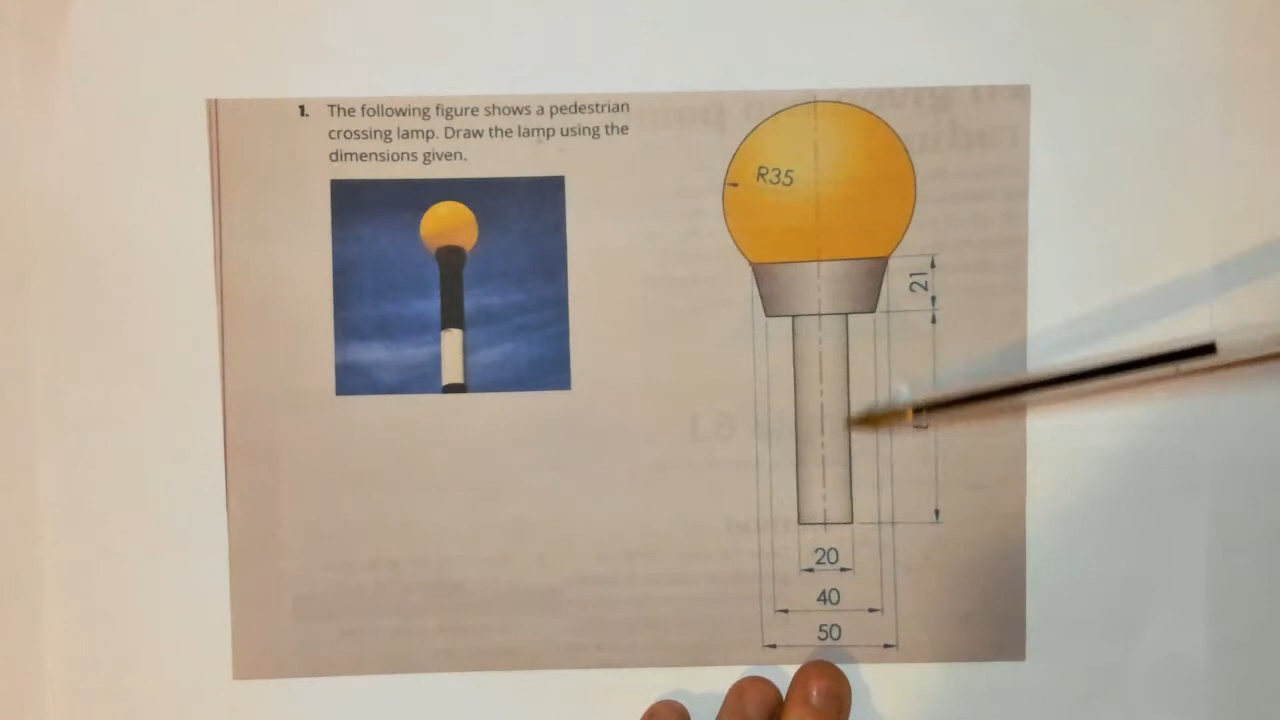 1. The following figure shows a pedestrian
crossing lamp. Draw the lamp using the
dimensions given.
R35
21
20
40
50